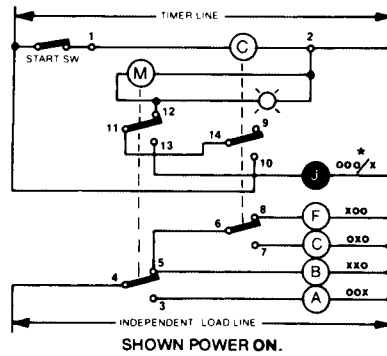 TIMER LINE
1
C
2
START SW
M
12
11
9
13
14
10
*
J
ooo/x
8
F
xoo
6
7
C
oxo
5
4
B
xxo
3
A
oox
INDEPENDENT LOAD LINE
SHOWN POWER ON.